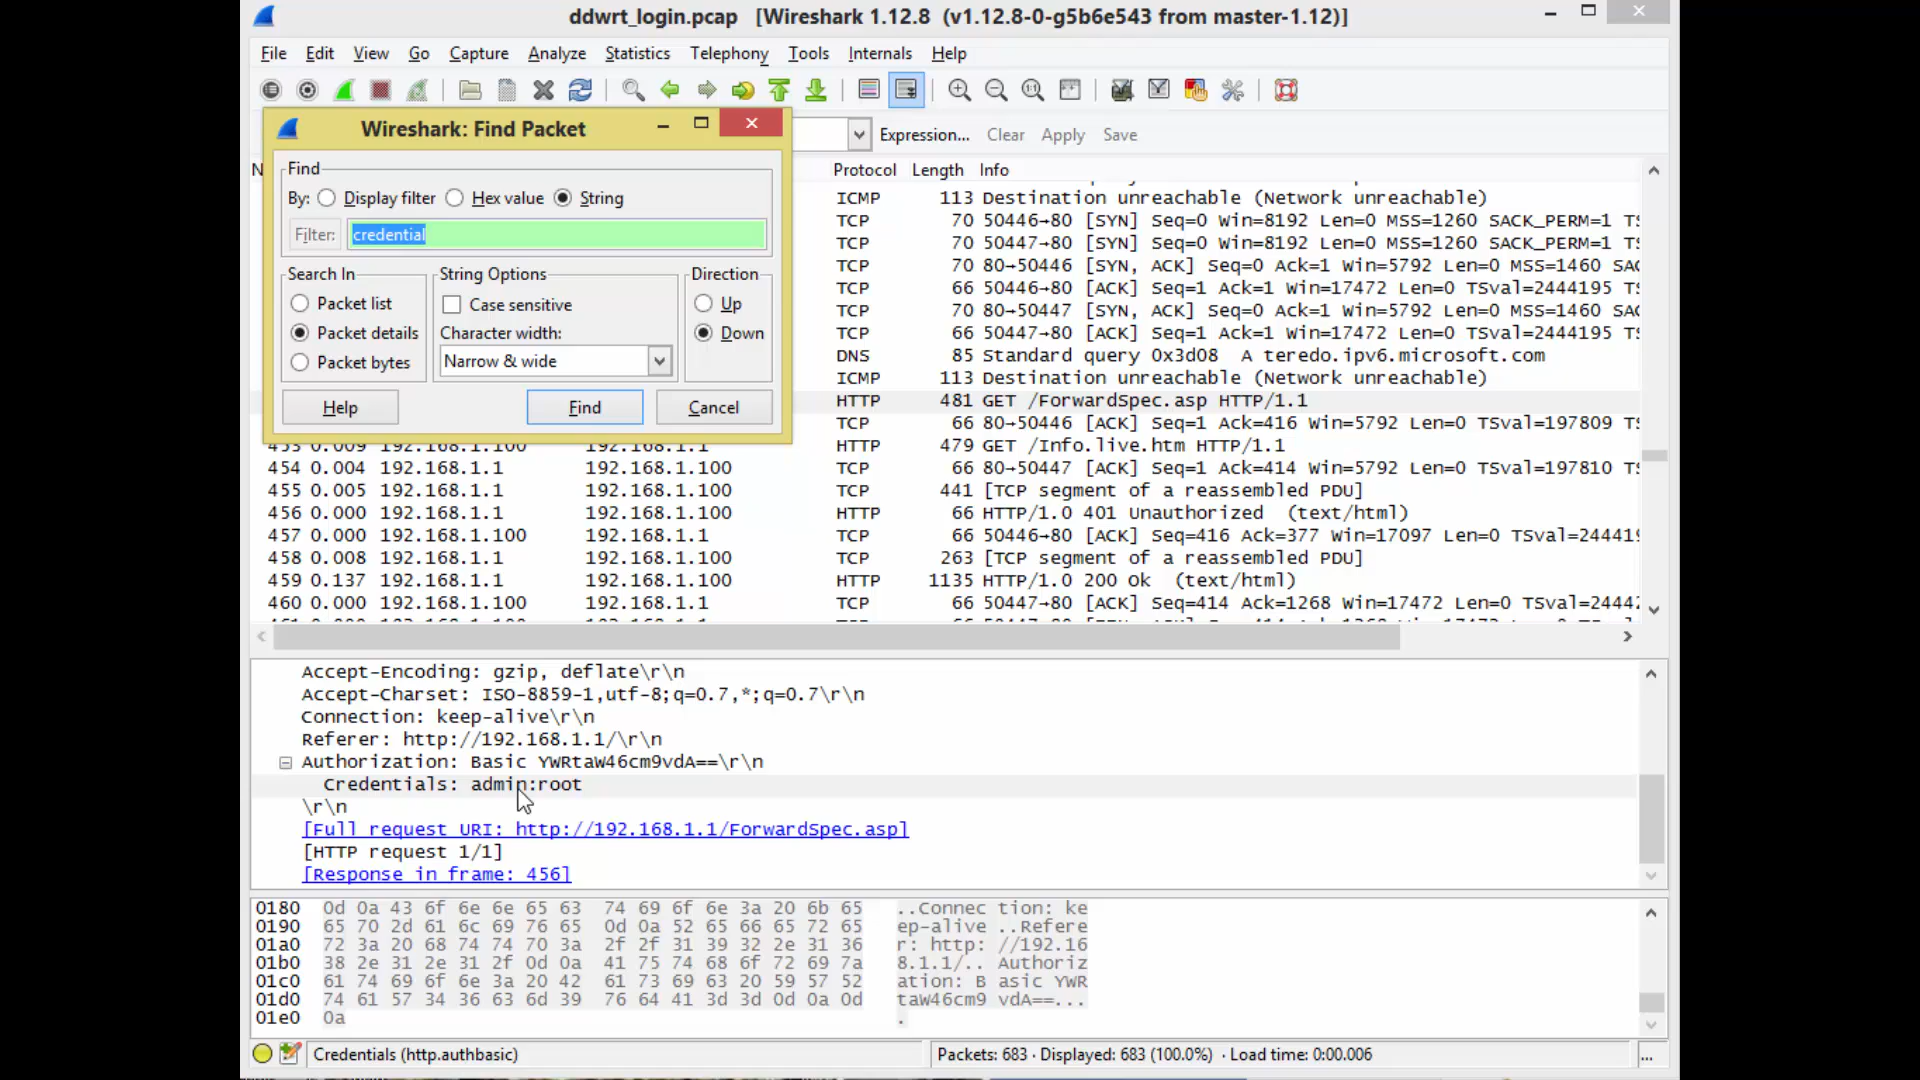 ddwrt_login.pcap [Wireshark 1.12.8 (v1.12.8-0-g5b6e543 from master-1.12)]
File Edit View Go Capture Analyze Statistics Telephony Tools Internals Help
Wireshark: Find Packet
Expression... Clear Apply Save
Find
By: Display filter Hex value String
Filter: credential
Search In
Packet list
Packet details
Packet bytes
String Options
Case sensitive
Character width:
Narrow & wide
Direction
Up
Down
Help Find Cancel
Protocol Length Info
ICMP 113 Destination unreachable (Network unreachable)
TCP 70 50446→80 [SYN] Seq=0 Win=8192 Len=0 MSS=1260 SACK_PERM=1
TCP 70 50447→80 [SYN] Seq=0 Win=8192 Len=0 MSS=1260 SACK_PERM=1
TCP 70 80→50446 [SYN, ACK] Seq=0 Ack=1 Win=5792 Len=0 MSS=1460
TCP 66 50446→80 [ACK] Seq=1 Ack=1 Win=17472 Len=0 TSval=2444195
TCP 70 80→50447 [SYN, ACK] Seq=0 Ack=1 Win=5792 Len=0 MSS=1460
TCP 66 50447→80 [ACK] Seq=1 Ack=1 Win=17472 Len=0 TSval=2444195
DNS 85 Standard query 0x3d08 A teredo.ipv6.microsoft.com
ICMP 113 Destination unreachable (Network unreachable)
HTTP 481 GET /ForwardSpec.asp HTTP/1.1
TCP 66 80→50446 [ACK] Seq=1 Ack=416 Win=5792 Len=0 TSval=197809
453 0.009 192.168.1.100 192.168.1.1 HTTP 479 GET /Info.live.htm HTTP/1.1
454 0.004 192.168.1.1 192.168.1.100 TCP 66 80→50447 [ACK] Seq=1 Ack=414 Win=5792 Len=0 TSval=197810
455 0.005 192.168.1.1 192.168.1.100 TCP 441 [TCP segment of a reassembled PDU]
456 0.000 192.168.1.1 192.168.1.100 HTTP 66 HTTP/1.0 401 Unauthorized (text/html)
457 0.000 192.168.1.100 192.168.1.1 TCP 66 50446→80 [ACK] Seq=416 Ack=377 Win=17097 Len=0
458 0.008 192.168.1.1 192.168.1.100 TCP 263 [TCP segment of a reassembled PDU]
459 0.137 192.168.1.1 192.168.1.100 HTTP 1135 HTTP/1.0 200 Ok (text/html)
460 0.000 192.168.1.100 192.168.1.1 TCP 66 50447→80 [ACK] Seq=414 Ack=1268 Win=17472 Len=0
Accept-Encoding: gzip, deflate\r\n
Accept-Charset: ISO-8859-1,utf-8;q=0.7,*;q=0.7\r\n
Connection: keep-alive\r\n
Referer: http://192.168.1.1/\r\n
Authorization: Basic YWRtaW46cm9vdA==\r\n
Credentials: admin:root
\r\n
[Full request URI: http://192.168.1.1/ForwardSpec.asp]
[HTTP request 1/1]
[Response in frame: 456]
0180 0d 0a 43 6f 6e 6e 65 63 74 69 6f 6e 3a 20 6b 65 ..Connec tion: ke
0190 65 70 2d 61 6c 69 76 65 0d 0a 52 65 66 65 72 65 ep-alive ..Refere
01a0 72 3a 20 68 74 74 70 3a 2f 2f 31 39 32 2e 31 36 r: http: //192.16
01b0 38 2e 31 2e 31 2f 0d 0a 41 75 74 68 6f 72 69 7a 8.1.1/.. Authoriz
01c0 61 74 69 6f 6e 3a 20 42 61 73 69 63 20 59 57 52 ation: B asic YWR
01d0 74 61 57 34 36 63 6d 39 76 64 41 3d 3d 0d 0a 0d taW46cm9 vdA==...
01e0 0a .
Credentials (http.authbasic) Packets: 683 · Displayed: 683 (100.0%) · Load time: 0:00.006 ...